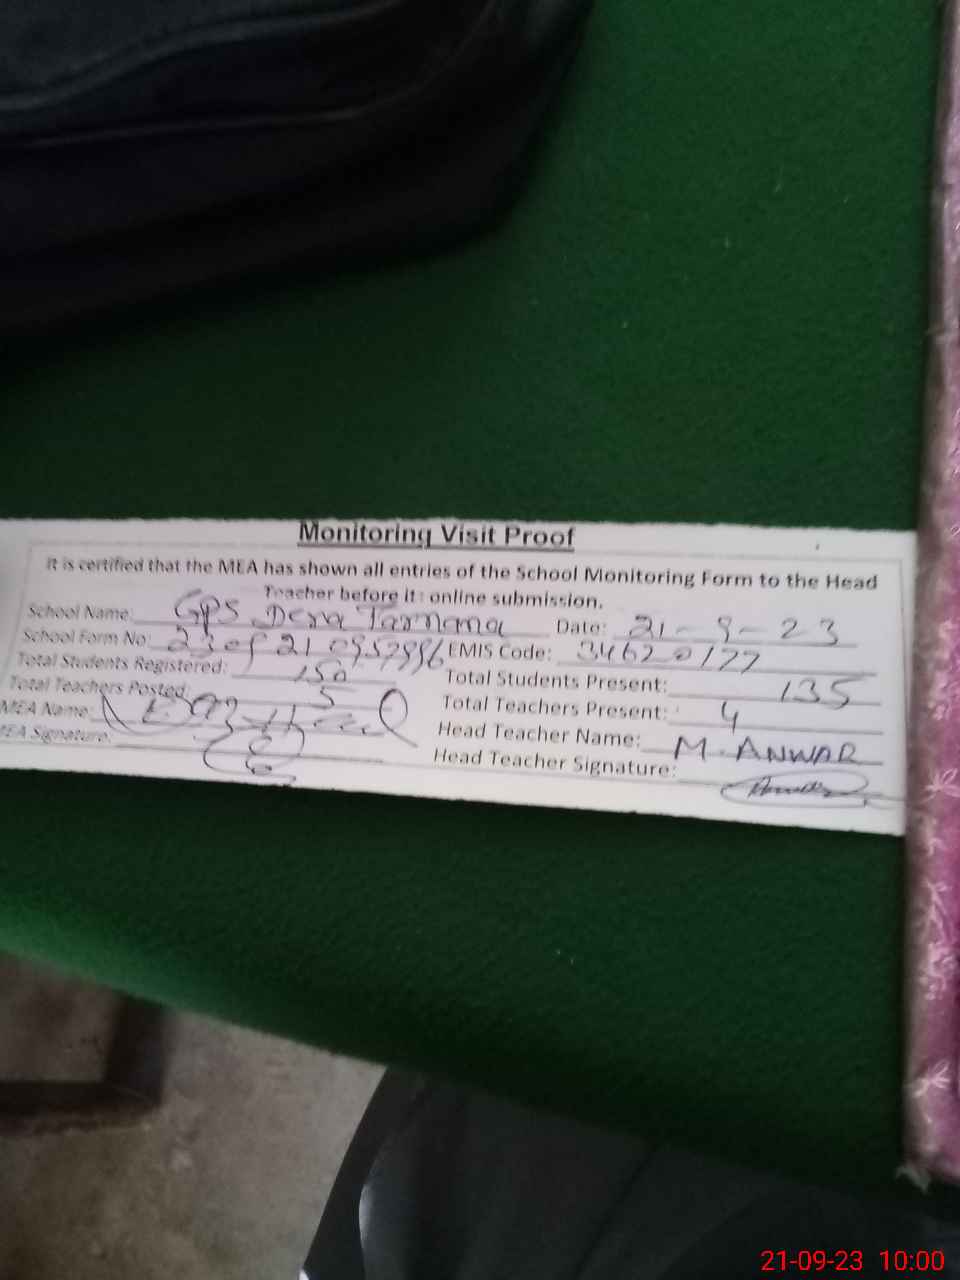 Monitoring Visit Proof
It is certified that the MEA has shown all entries of the School Monitoring Form to the Head
Teacher before it: online submission.
School Name: GPS Dera Tarnana Date: 21-9-23
School Form No: EMIS Code: 34620177
Total Students Registered: 150 Total Students Present: 135
Total Teachers Posted: 5 Total Teachers Present: 4
MEA Name: Head Teacher Name: M. ANWAR
MEA Signature: Head Teacher Signature:
21-09-23 10:00